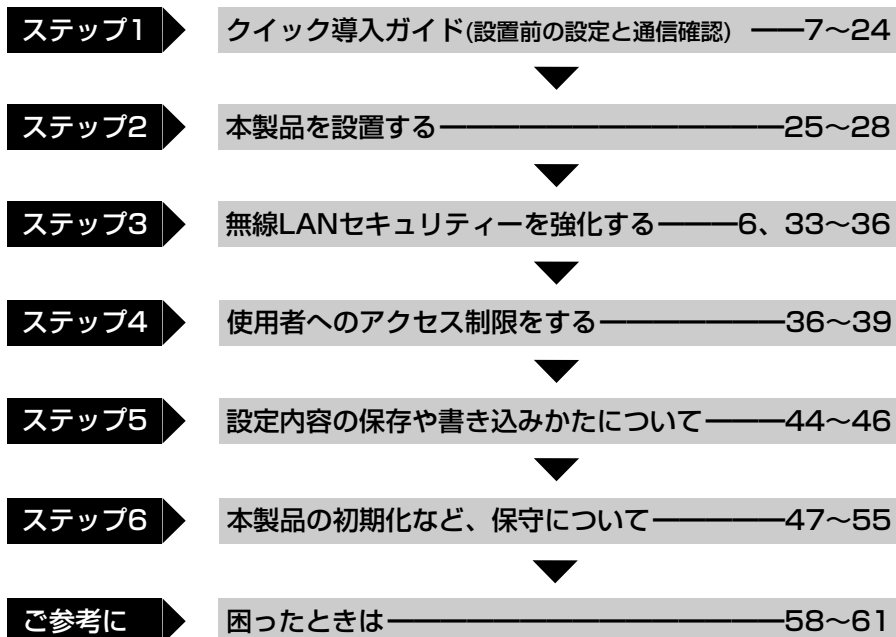 ステップ1 クイック導入ガイド(設置前の設定と通信確認) ――7～24
ステップ2 本製品を設置する―――――――――――――25～28
ステップ3 無線LANセキュリティーを強化する―――6、33～36
ステップ4 使用者へのアクセス制限をする―――――――36～39
ステップ5 設定内容の保存や書き込みかたについて―――44～46
ステップ6 本製品の初期化など、保守について―――――47～55
ご参考に 困ったときは―――――――――――――――58～61